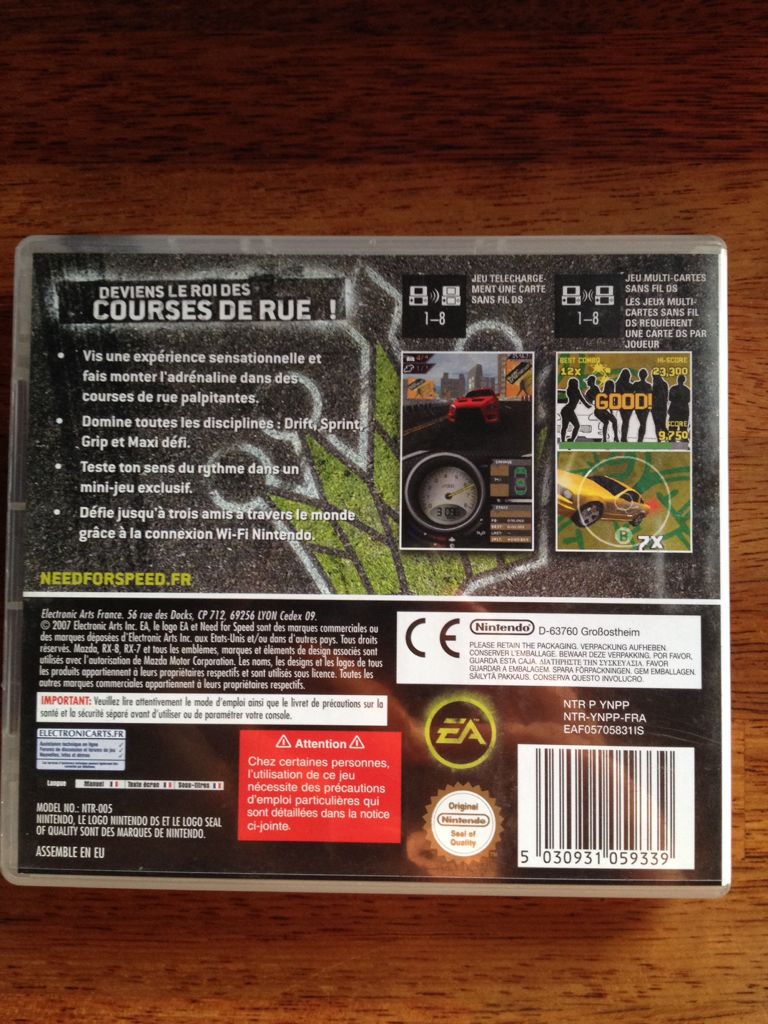 DEVIENS LE ROI DES
COURSES DE RUE !
• Vis une expérience sensationnelle et
fais monter l'adrénaline dans des
courses de rue palpitantes.
• Domine toutes les disciplines : Drift, Sprint,
Grip et Maxi défi.
• Teste ton sens du rythme dans un
mini-jeu exclusif.
• Défie jusqu'à trois amis à travers le monde
grâce à la connexion Wi-Fi Nintendo.
NEEDFORSPEED.FR
1–8
JEU TÉLÉCHARGE-
MENT UNE CARTE
SANS FIL DS
1–8
JEU MULTI-CARTES
SANS FIL DS
LES JEUX MULTI-
CARTES SANS FIL
DS REQUIÈRENT
UNE CARTE DS PAR
JOUEUR
BEST COMBO
12x
HI-SCORE
23,300
GOOD!
SCORE
9,750
B 7X
Electronic Arts France. 56 rue des Docks, CP 712, 69256 LYON Cedex 09.
© 2007 Electronic Arts Inc. EA, le logo EA et Need for Speed sont des marques commerciales ou
des marques déposées d'Electronic Arts Inc. aux Etats-Unis et/ou dans d'autres pays. Tous droits
réservés. Mazda, RX-8, RX-7 et tous les emblèmes, marques et éléments de design associés sont
utilisés avec l'autorisation de Mazda Motor Corporation. Les noms, les designs et les logos de tous
les produits appartiennent à leurs propriétaires respectifs et sont utilisés sous licence. Toutes les
autres marques commerciales appartiennent à leurs propriétaires respectifs.
IMPORTANT: Veuillez lire attentivement le mode d'emploi ainsi que le livret de précautions sur la
santé et la sécurité séparé avant d'utiliser ou de paramétrer votre console.
ELECTRONICARTS.FR
Assistance technique en ligne
Forums de discussion et forums de jeu
Nouvelles, infos et démos
Langue Manuel Texte écran Sous-titres
MODEL NO.: NTR-005
NINTENDO, LE LOGO NINTENDO DS ET LE LOGO SEAL
OF QUALITY SONT DES MARQUES DE NINTENDO.
ASSEMBLE EN EU
Attention
Chez certaines personnes,
l'utilisation de ce jeu
nécessite des précautions
d'emploi particulières qui
sont détaillées dans la notice
ci-jointe.
CE
Nintendo D-63760 Großostheim
PLEASE RETAIN THE PACKAGING. VERPACKUNG AUFHEBEN.
CONSERVER L'EMBALLAGE. BEWAAR DEZE VERPAKKING. POR FAVOR,
GUARDA ESTA CAJA. ΔΙΑΤΗΡΗΣΤΕ ΤΗΝ ΣΥΣΚΕΥΑΣΙΑ. FAVOR
GUARDAR A EMBALAGEM. SPARA FÖRPACKNINGEN. GEM EMBALLAGEN.
SÄILYTÄ PAKKAUS. CONSERVA QUESTO INVOLUCRO.
EA
NTR P YNPP
NTR-YNPP-FRA
EAF05705831IS
Original
Nintendo
Seal of
Quality
5 030931 059339